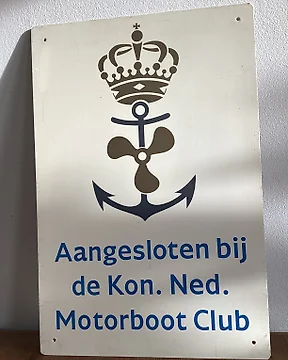 Aangesloten bij
de Kon. Ned.
Motorboot Club